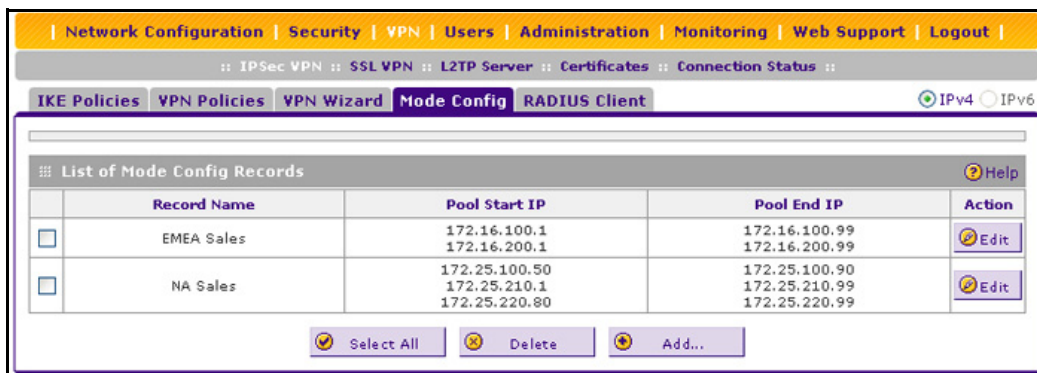 | Network Configuration | Security | VPN | Users | Administration | Monitoring | Web Support | Logout |
:: IPSec VPN :: SSL VPN :: L2TP Server :: Certificates :: Connection Status ::
IKE Policies VPN Policies VPN Wizard Mode Config RADIUS Client IPv4 IPv6
List of Mode Config Records ? Help
Record Name Pool Start IP Pool End IP Action
EMEA Sales 172.16.100.1 172.16.100.99 Edit
172.16.200.1 172.16.200.99
NA Sales 172.25.100.50 172.25.100.90 Edit
172.25.210.1 172.25.210.99
172.25.220.80 172.25.220.99
Select All Delete Add...